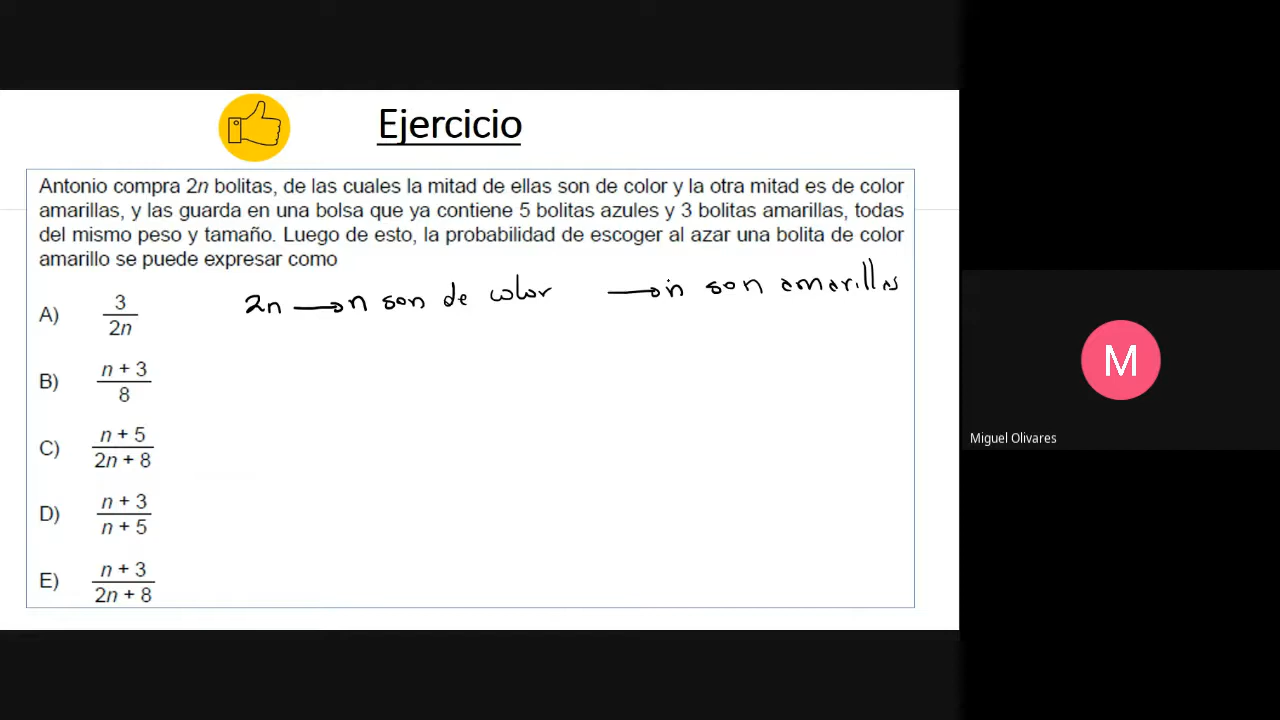 Ejercicio
Antonio compra 2n bolitas, de las cuales la mitad de ellas son de color y la otra mitad es de color
amarillas, y las guarda en una bolsa que ya contiene 5 bolitas azules y 3 bolitas amarillas, todas
del mismo peso y tamaño. Luego de esto, la probabilidad de escoger al azar una bolita de color
amarillo se puede expresar como
2n → n son de color → n son amarillas
A) 3
2n
B) n + 3
8
C) n + 5
2n + 8
D) n + 3
n + 5
E) n + 3
2n + 8
M
Miguel Olivares